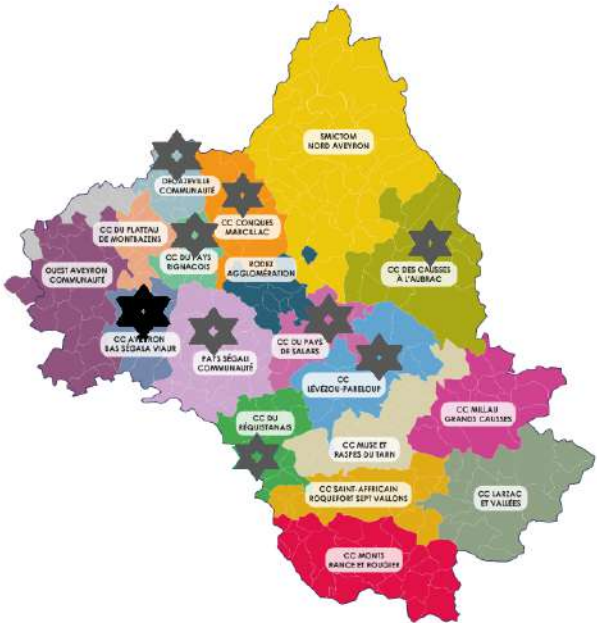 SMICTOM
NORD AVEYRON
DECAZEVILLE
COMMUNAUTÉ
CC CONQUES
MARCILLAC
CC DU PLATEAU
DE MONTBAZENS
CC DU PAYS
RIGNACOIS
RODEZ
AGGLOMÉRATION
OUEST AVEYRON
COMMUNAUTÉ
CC DES CAUSSES
À L'AUBRAC
CC AVEYRON
BAS SÉGALA VIAUR
PAYS SÉGALI
COMMUNAUTÉ
CC DU PAYS
DE SALARS
CC
LÉVÉZOU-PARELOUP
CC DU
RÉQUISTANAIS
CC MILLAU
GRANDS CAUSSES
CC MUSE ET
RASPES DU TARN
CC SAINT-AFFRICAIN
ROQUEFORT SEPT VALLONS
CC LARZAC
ET VALLÉES
CC MONTS
RANCE ET ROUGIER